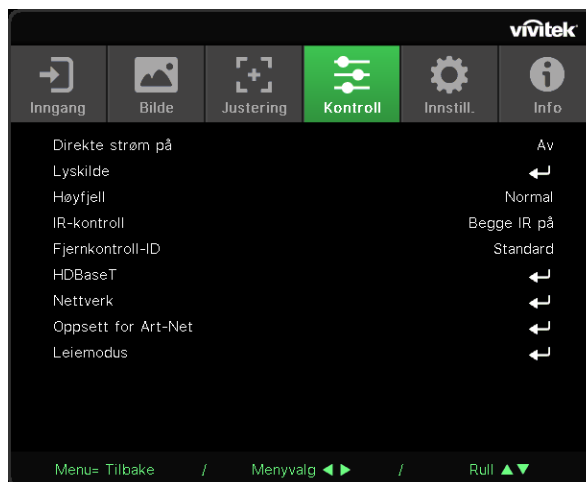 vivitek
Inngang Bilde Justering Kontroll Innstill. Info
Direkte strøm på Av
Lyskilde
Høyfjell Normal
IR-kontroll Begge IR på
Fjernkontroll-ID Standard
HDBaseT
Nettverk
Oppsett for Art-Net
Leiemodus
Menu= Tilbake / Menyvalg ◀ ▶ / Rull ▲▼